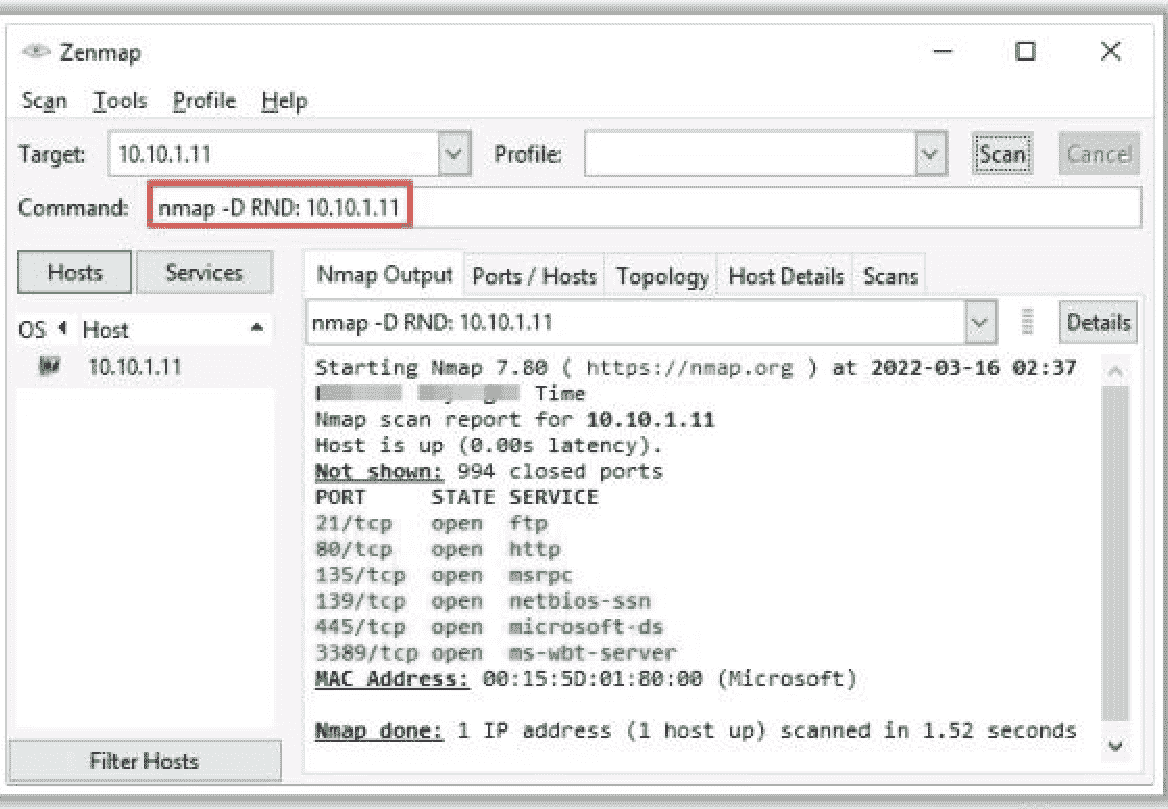 Zenmap
Scan Tools Profile Help
Target: 10.10.1.11 Profile: Scan Cancel
Command: nmap -D RND: 10.10.1.11
Hosts Services Nmap Output Ports / Hosts Topology Host Details Scans
OS Host nmap -D RND: 10.10.1.11 Details
10.10.1.11
Starting Nmap 7.80 ( https://nmap.org ) at 2022-03-16 02:37
Time
Nmap scan report for 10.10.1.11
Host is up (0.00s latency).
Not shown: 994 closed ports
PORT STATE SERVICE
21/tcp open ftp
80/tcp open http
135/tcp open msrpc
139/tcp open netbios-ssn
445/tcp open microsoft-ds
3389/tcp open ms-wbt-server
MAC Address: 00:15:5D:01:80:00 (Microsoft)
Nmap done: 1 IP address (1 host up) scanned in 1.52 seconds
Filter Hosts